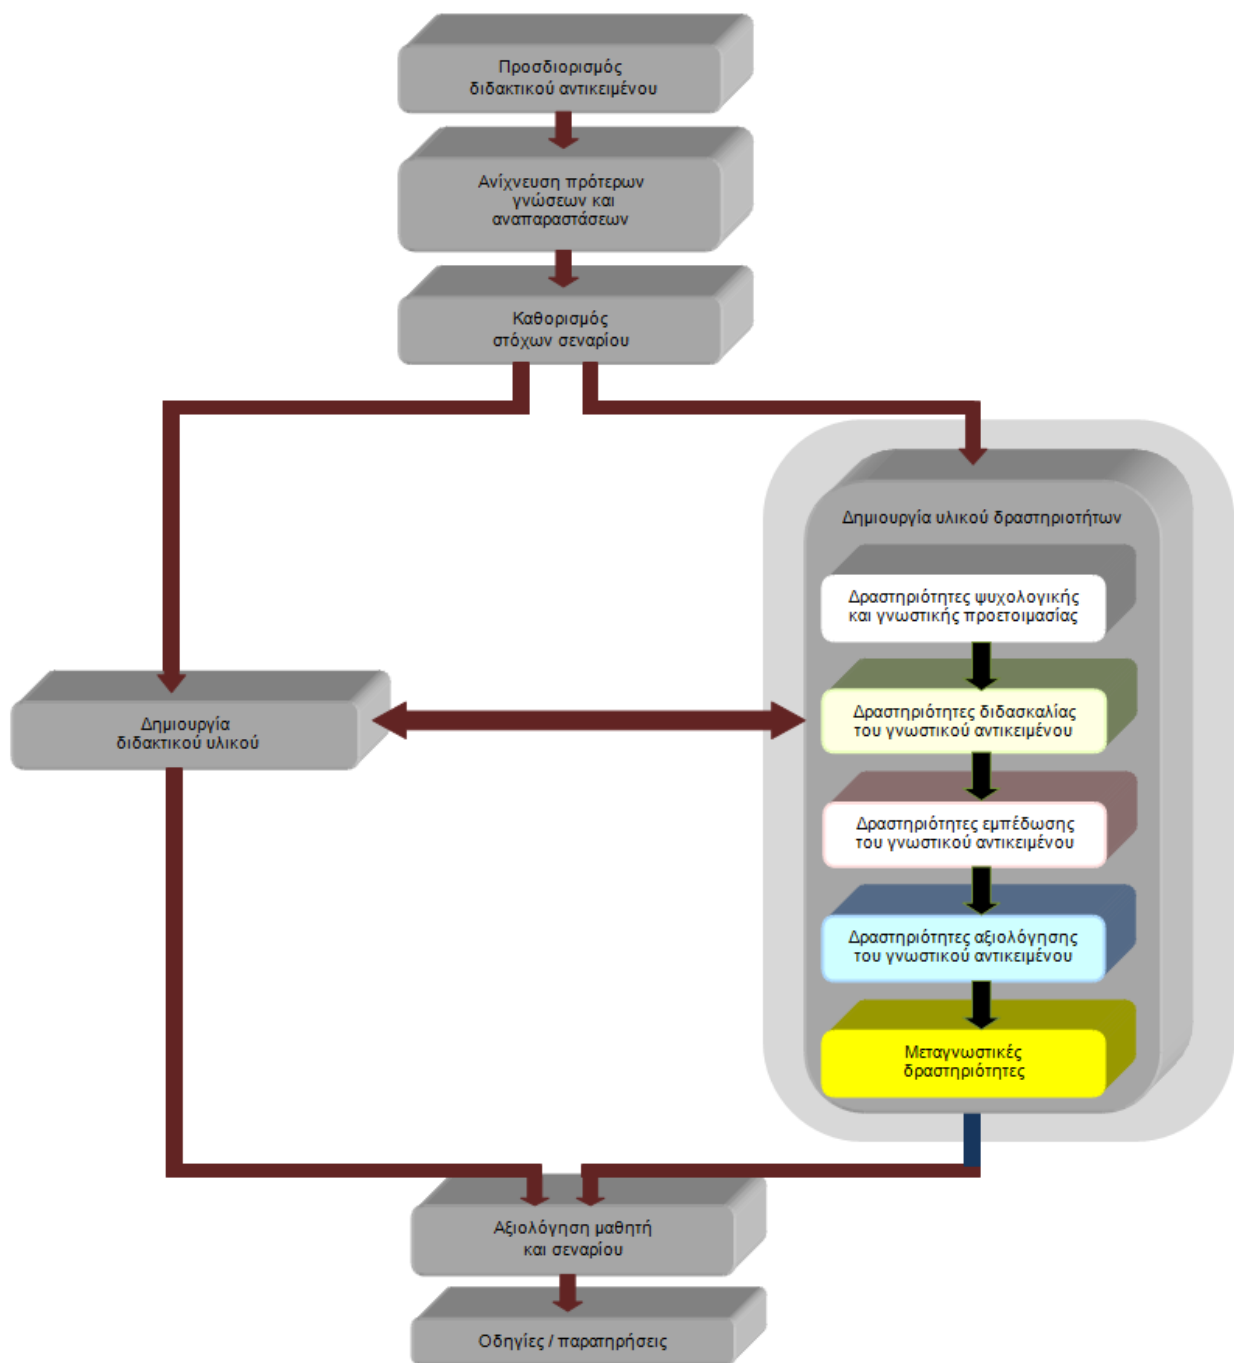 Προσδιορισμός
διδακτικού αντικειμένου
Ανίχνευση πρότερων
γνώσεων και
αναπαραστάσεων
Καθορισμός
στόχων σεναρίου
Δημιουργία υλικού δραστηριοτήτων
Δραστηριότητες ψυχολογικής
και γνωστικής προετοιμασίας
Δραστηριότητες διδασκαλίας
του γνωστικού αντικειμένου
Δημιουργία
διδακτικού υλικού
Δραστηριότητες εμπέδωσης
του γνωστικού αντικειμένου
Δραστηριότητες αξιολόγησης
του γνωστικού αντικειμένου
Μεταγνωστικές
δραστηριότητες
Αξιολόγηση μαθητή
και σεναρίου
Οδηγίες / παρατηρήσεις